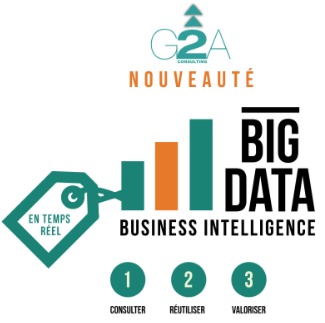 G2A
CONSULTING
NOUVEAUTÉ
BIG
DATA
EN TEMPS
RÉEL
BUSINESS INTELLIGENCE
1 2 3
CONSULTER RÉUTILISER VALORISER